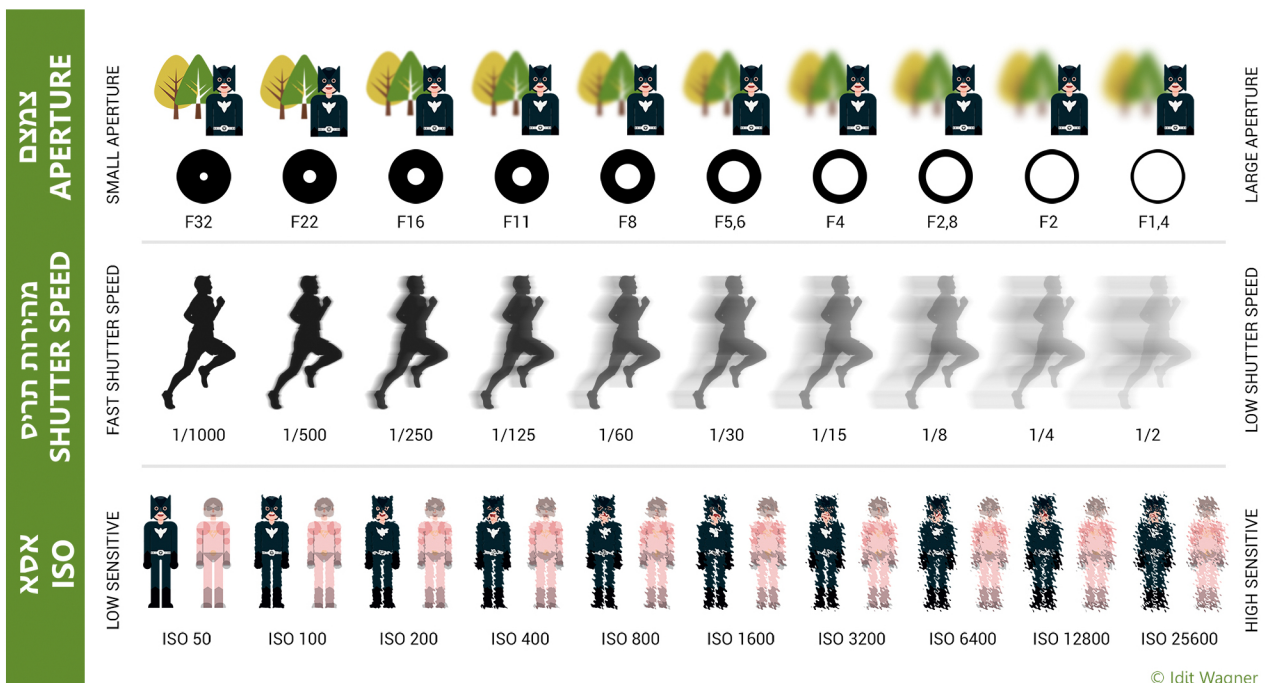 צמצם
APERTURE
SMALL APERTURE
F32 F22 F16 F11 F8 F5,6 F4 F2,8 F2 F1,4
LARGE APERTURE
מהירות תריס
SHUTTER SPEED
FAST SHUTTER SPEED
1/1000 1/500 1/250 1/125 1/60 1/30 1/15 1/8 1/4 1/2
LOW SHUTTER SPEED
אסא
ISO
LOW SENSITIVE
ISO 50 ISO 100 ISO 200 ISO 400 ISO 800 ISO 1600 ISO 3200 ISO 6400 ISO 12800 ISO 25600
HIGH SENSITIVE
© Idit Wagner